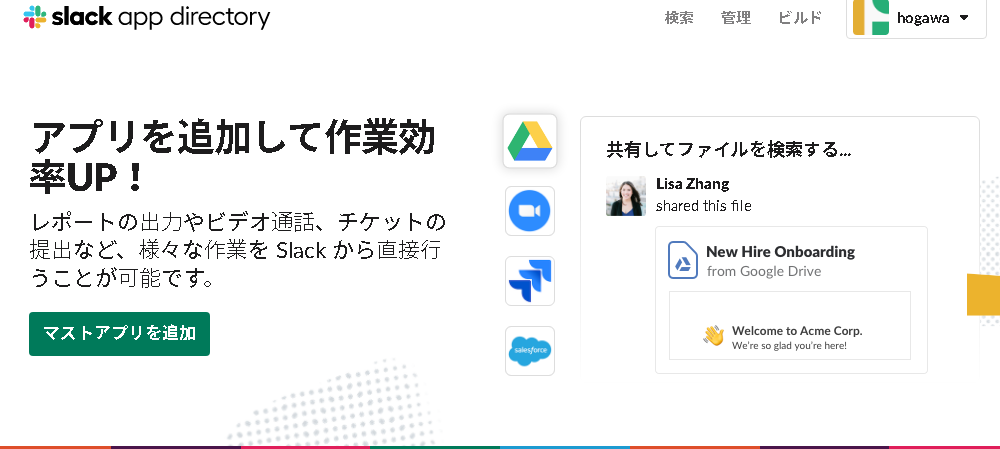 slack app directory
検索 管理 ビルド hogawa
アプリを追加して作業効
率UP！
レポートの出力やビデオ通話、チケットの
提出など、様々な作業を Slack から直接行
うことが可能です。
マストアプリを追加
salesforce
共有してファイルを検索する...
Lisa Zhang
shared this file
New Hire Onboarding
from Google Drive
Welcome to Acme Corp.
We're so glad you're here!